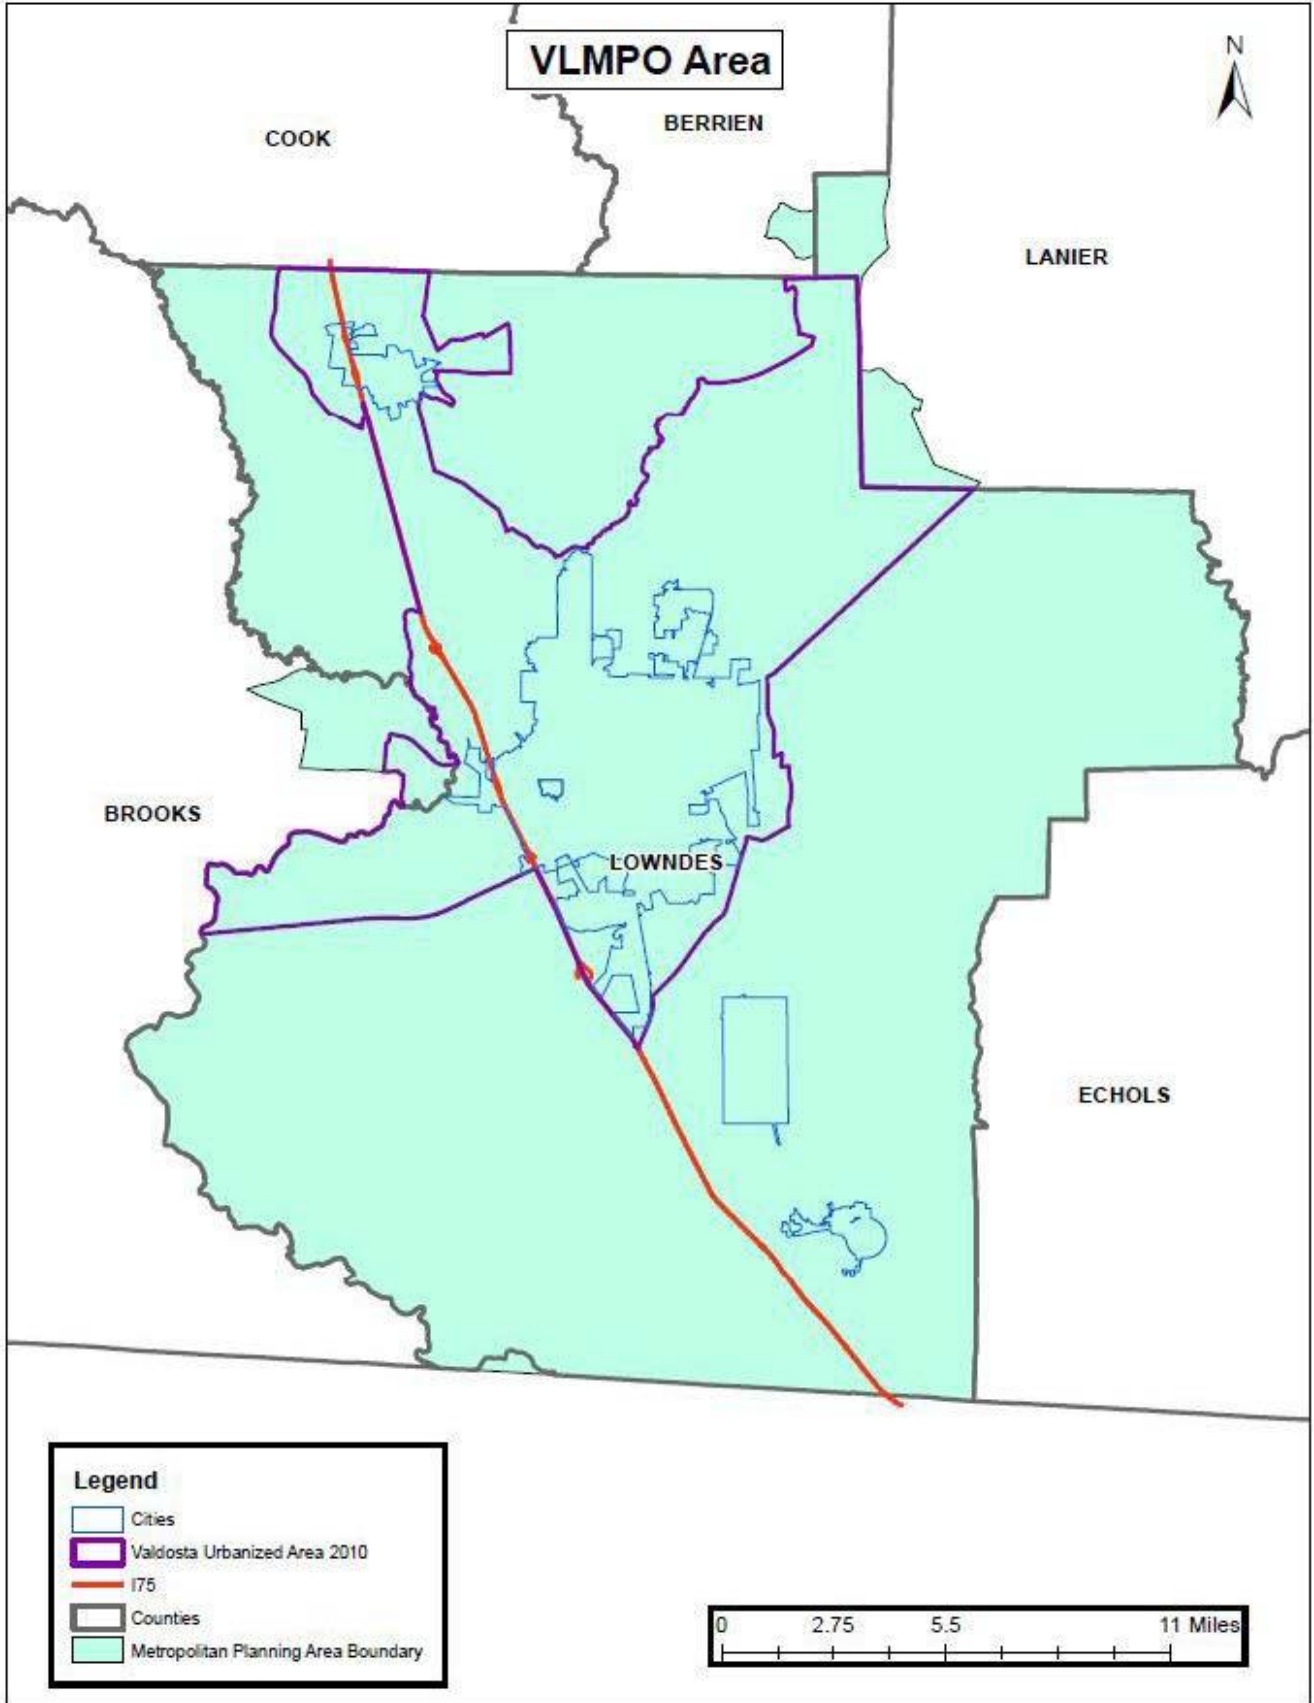 VLMPO Area
N
COOK
BERRIEN
LANIER
BROOKS
LOWNDES
ECHOLS
Legend
Cities
Valdosta Urbanized Area 2010
I75
Counties
Metropolitan Planning Area Boundary
0 2.75 5.5 11 Miles